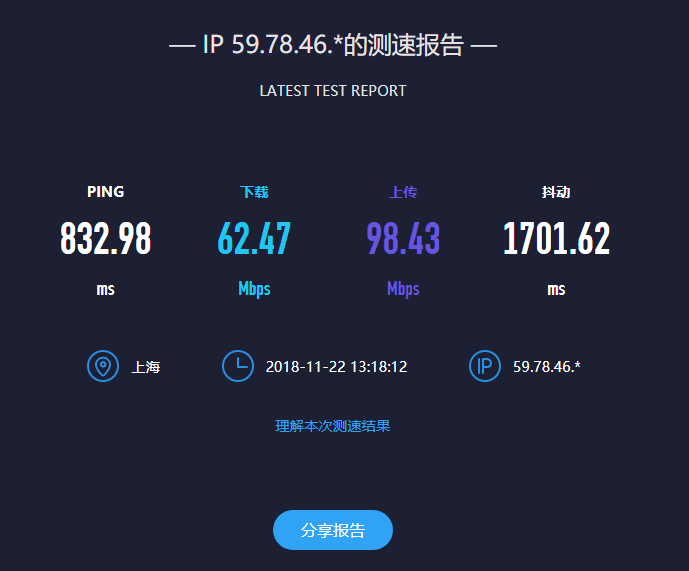 — IP 59.78.46.*的测速报告 —
LATEST TEST REPORT
PING 下载 上传 抖动
832.98 62.47 98.43 1701.62
ms Mbps Mbps ms
上海 2018-11-22 13:18:12 IP 59.78.46.*
理解本次测速结果
分享报告